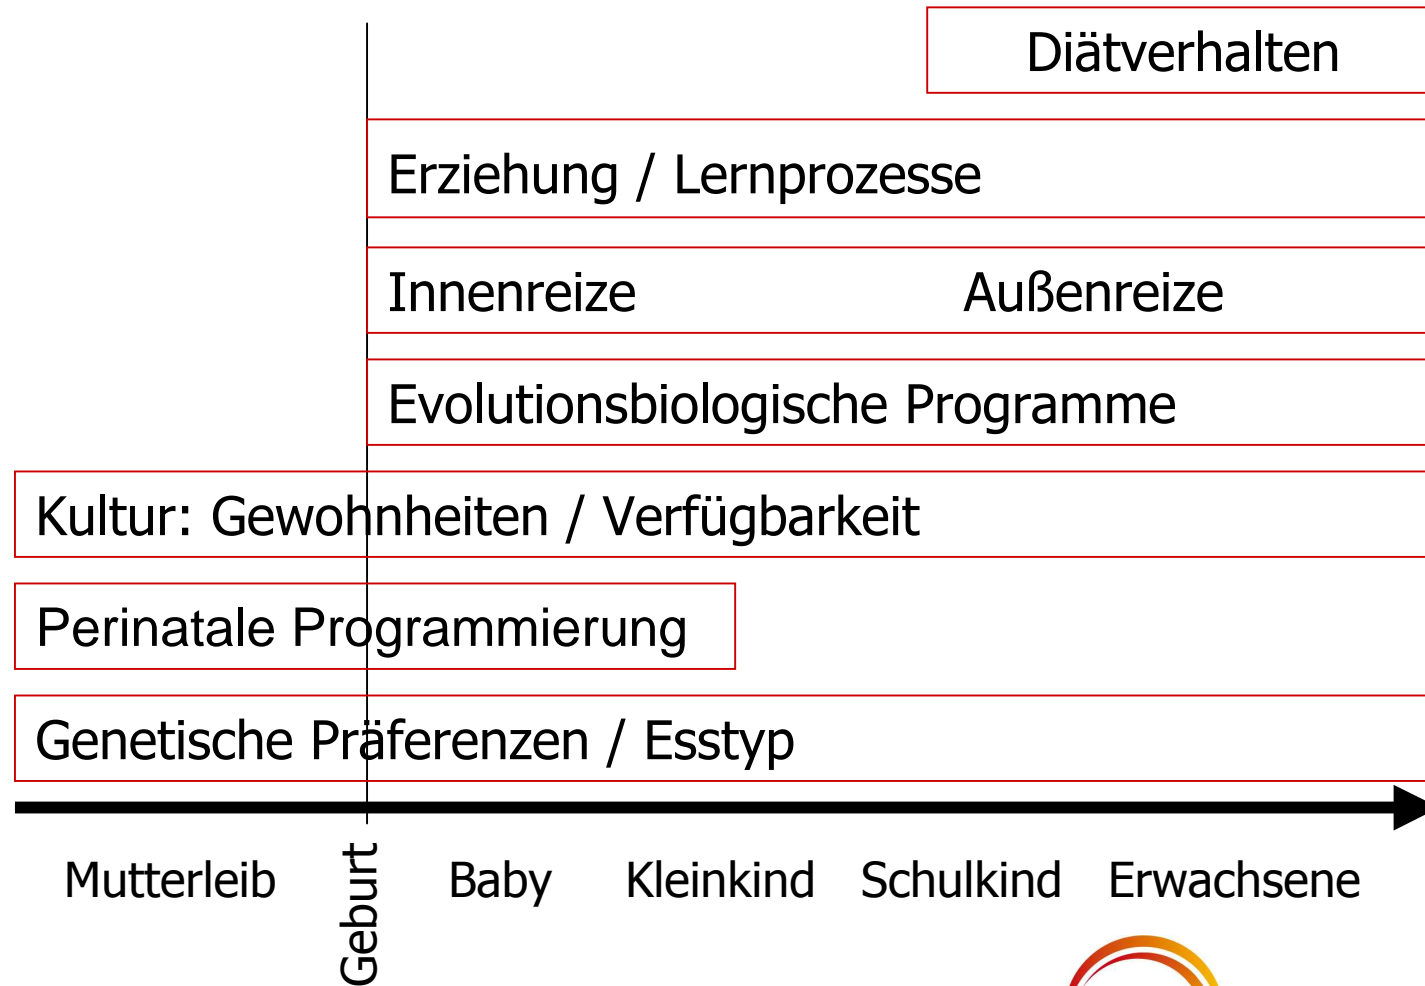 Diätverhalten
Erziehung / Lernprozesse
Innenreize Außenreize
Evolutionsbiologische Programme
Kultur: Gewohnheiten / Verfügbarkeit
Perinatale Programmierung
Genetische Präferenzen / Esstyp
Mutterleib Geburt Baby Kleinkind Schulkind Erwachsene